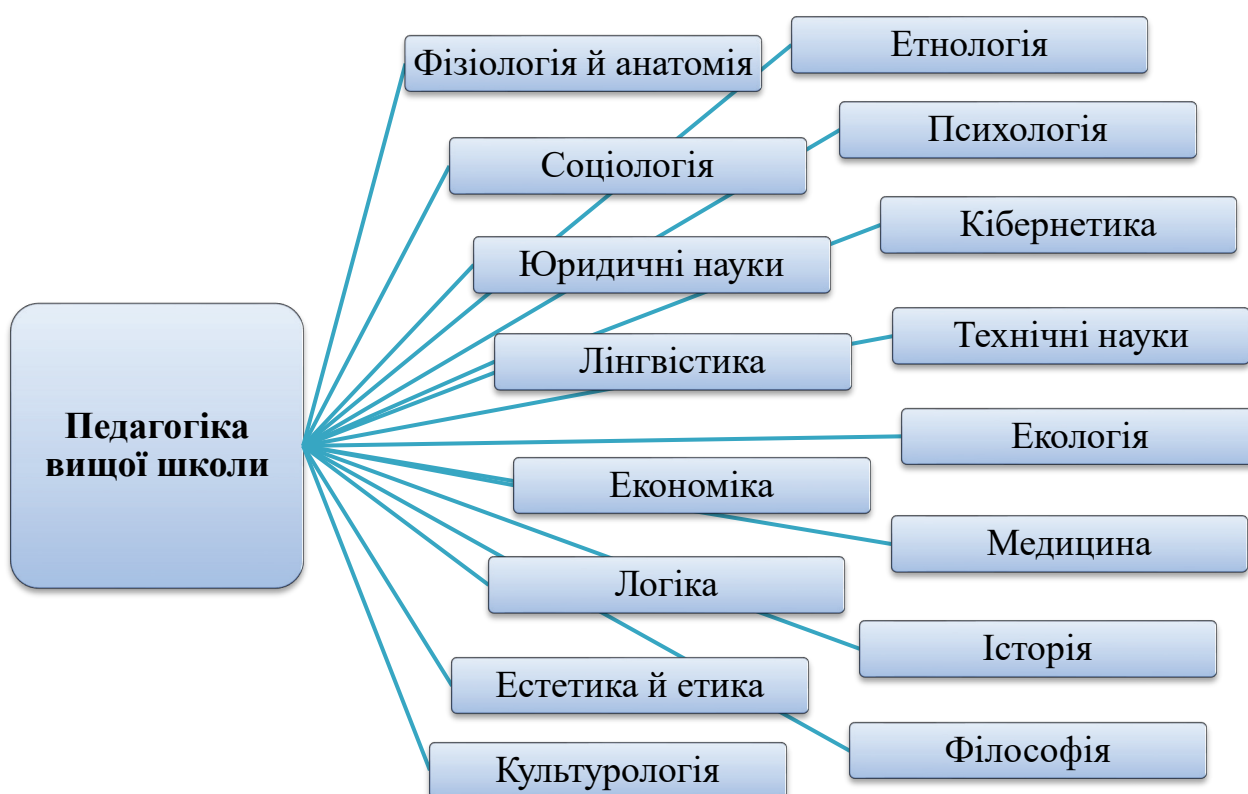 Фізіологія й анатомія
Етнологія
Психологія
Соціологія
Кібернетика
Юридичні науки
Технічні науки
Лінгвістика
Педагогіка
вищої школи
Екологія
Економіка
Медицина
Логіка
Історія
Естетика й етика
Філософія
Культурологія